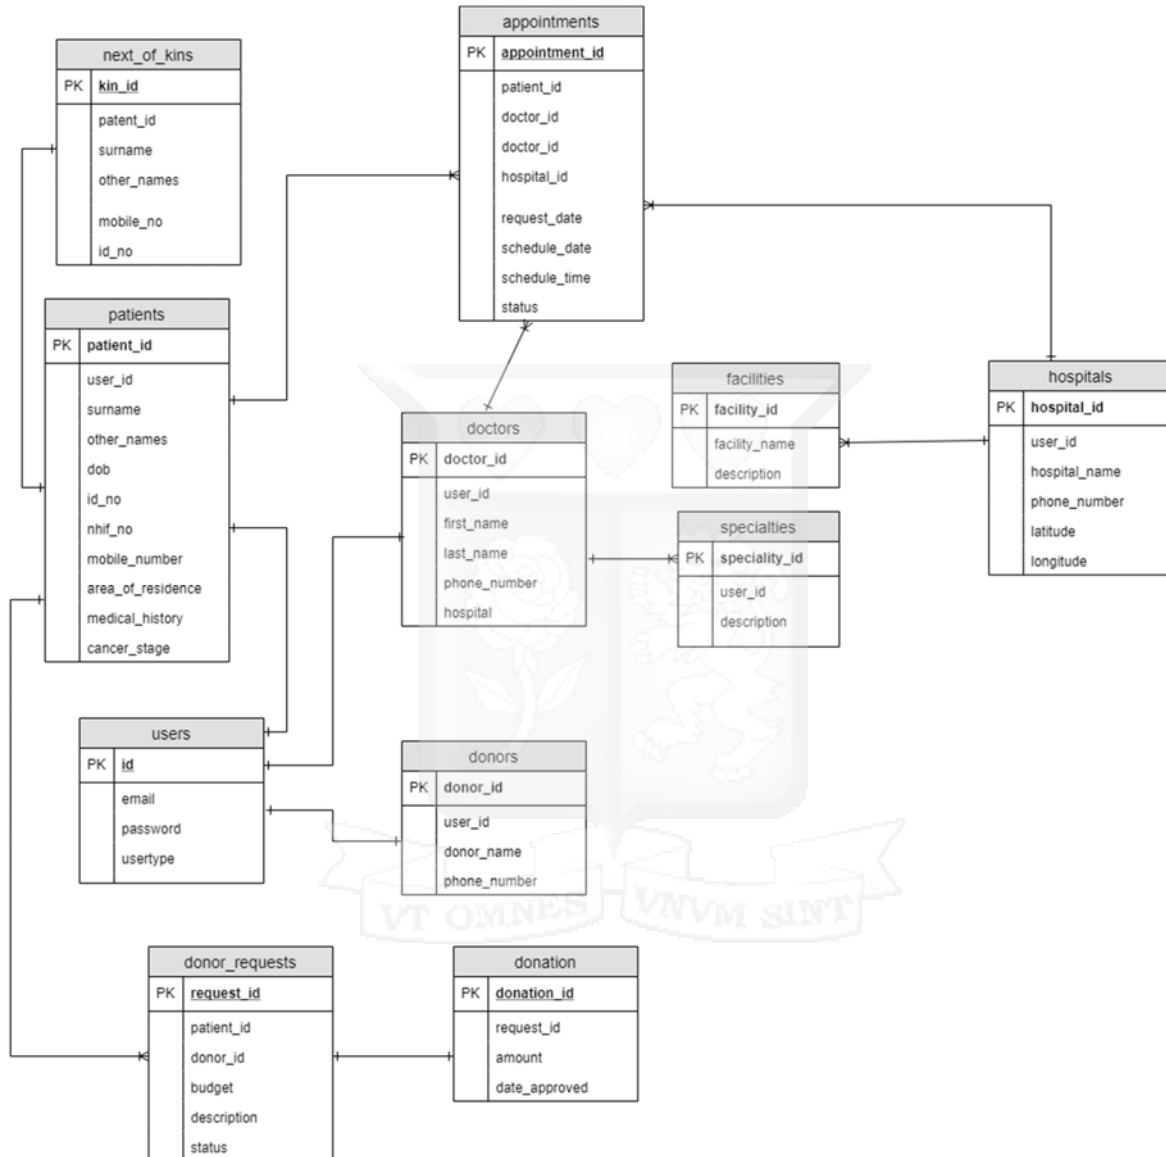 appointments
PK appointment_id
patient_id
doctor_id
doctor_id
hospital_id
request_date
schedule_date
schedule_time
status
next_of_kins
PK kin_id
patent_id
surname
other_names
mobile_no
id_no
patients
PK patient_id
user_id
surname
other_names
dob
id_no
nhif_no
mobile_number
area_of_residence
medical_history
cancer_stage
doctors
PK doctor_id
user_id
first_name
last_name
phone_number
hospital
facilities
PK facility_id
facility_name
description
hospitals
PK hospital_id
user_id
hospital_name
phone_number
latitude
longitude
specialties
PK speciality_id
user_id
description
users
PK id
email
password
usertype
donors
PK donor_id
user_id
donor_name
phone_number
VT OMNES VNVM SINT
donor_requests
PK request_id
patient_id
donor_id
budget
description
status
donation
PK donation_id
request_id
amount
date_approved